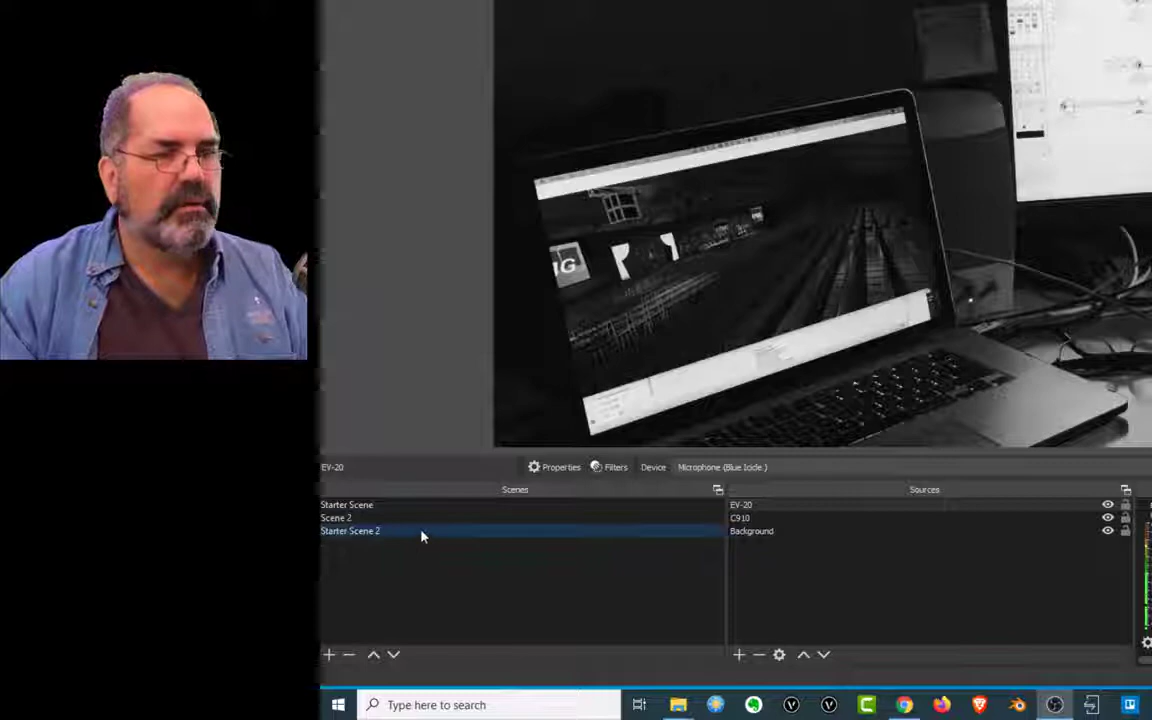 G
EV-20
Properties Filters Device Microphone (Blue Icicle )
Scenes
Sources
Starter Scene
Scene 2
Starter Scene 2
EV-20
C910
Background
Type here to search